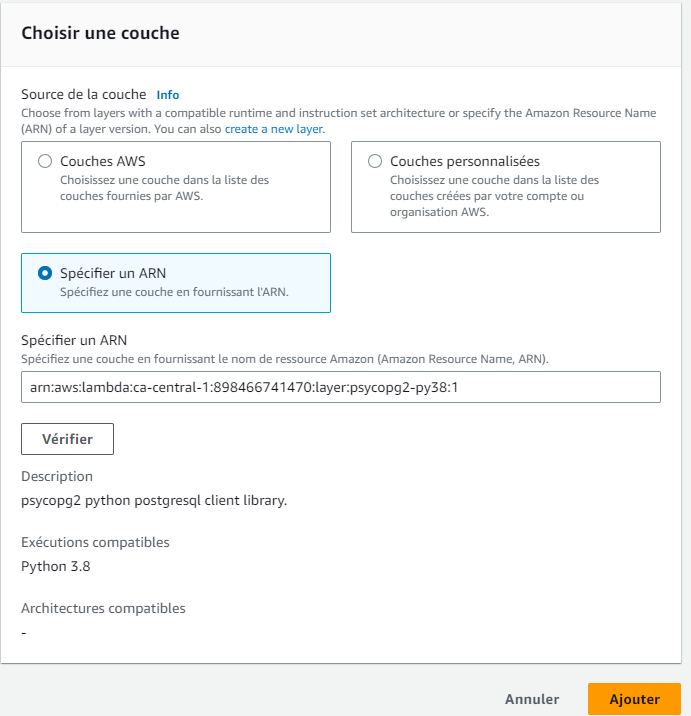 Choisir une couche
Source de la couche Info
Choose from layers with a compatible runtime and instruction set architecture or specify the Amazon Resource Name
(ARN) of a layer version. You can also create a new layer.
Couches AWS
Choisissez une couche dans la liste des
couches fournies par AWS.
Couches personnalisées
Choisissez une couche dans la liste des
couches créées par votre compte ou
organisation AWS.
Spécifier un ARN
Spécifiez une couche en fournissant l'ARN.
Spécifier un ARN
Spécifiez une couche en fournissant le nom de ressource Amazon (Amazon Resource Name, ARN).
arn:aws:lambda:ca-central-1:898466741470:layer:psycopg2-py38:1
Vérifier
Description
psycopg2 python postgresql client library.
Exécutions compatibles
Python 3.8
Architectures compatibles
-
Annuler
Ajouter